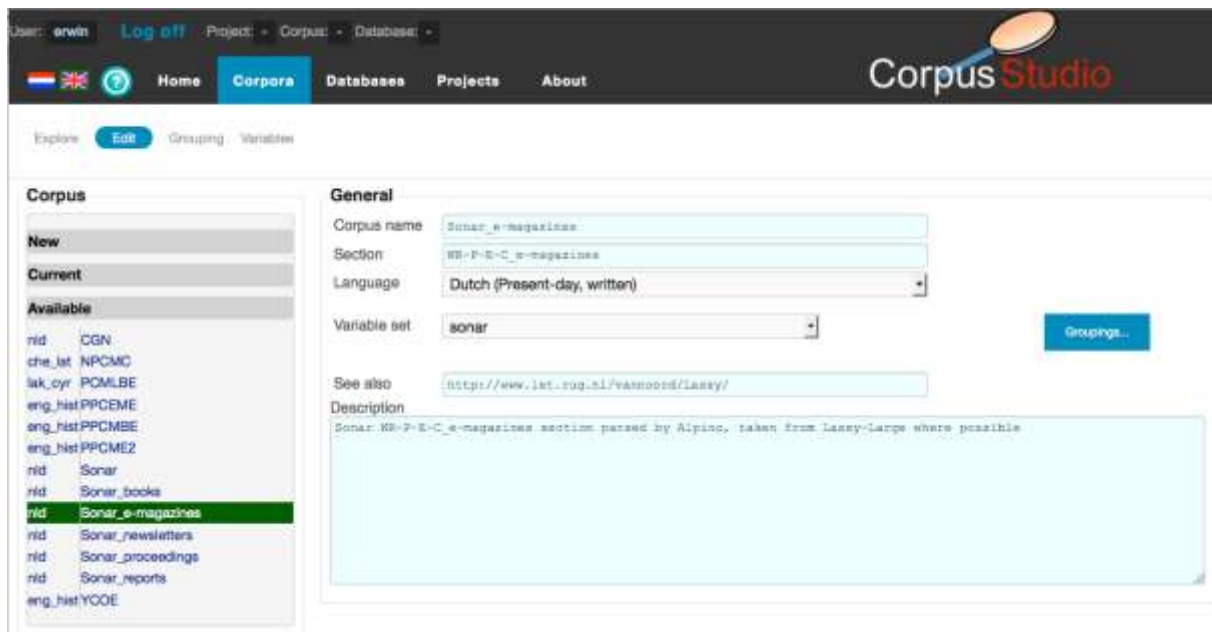 User: erwin Log off Project: - Corpus: - Database: -
Home Corpora Databases Projects About
CorpusStudio
Explore Edit Grouping Variables
Corpus
New
Current
Available
nld CGN
che_lat NPCMC
lak_cyr PCMLBE
eng_hist PPCEME
eng_hist PPCMBE
eng_hist PPCME2
nld Sonar
nld Sonar_books
nld Sonar_e-magazines
nld Sonar_newsletters
nld Sonar_proceedings
nld Sonar_reports
eng_hist YCOE
General
Corpus name Sonar_e-magazines
Section WR-P-E-C_e-magazines
Language Dutch (Present-day, written)
Variable set sonar
Groupings...
See also http://www.let.rug.nl/vannoord/Lassy/
Description
Sonar WR-P-E-C_e-magazines section parsed by Alpino, taken from Lassy-Large where possible